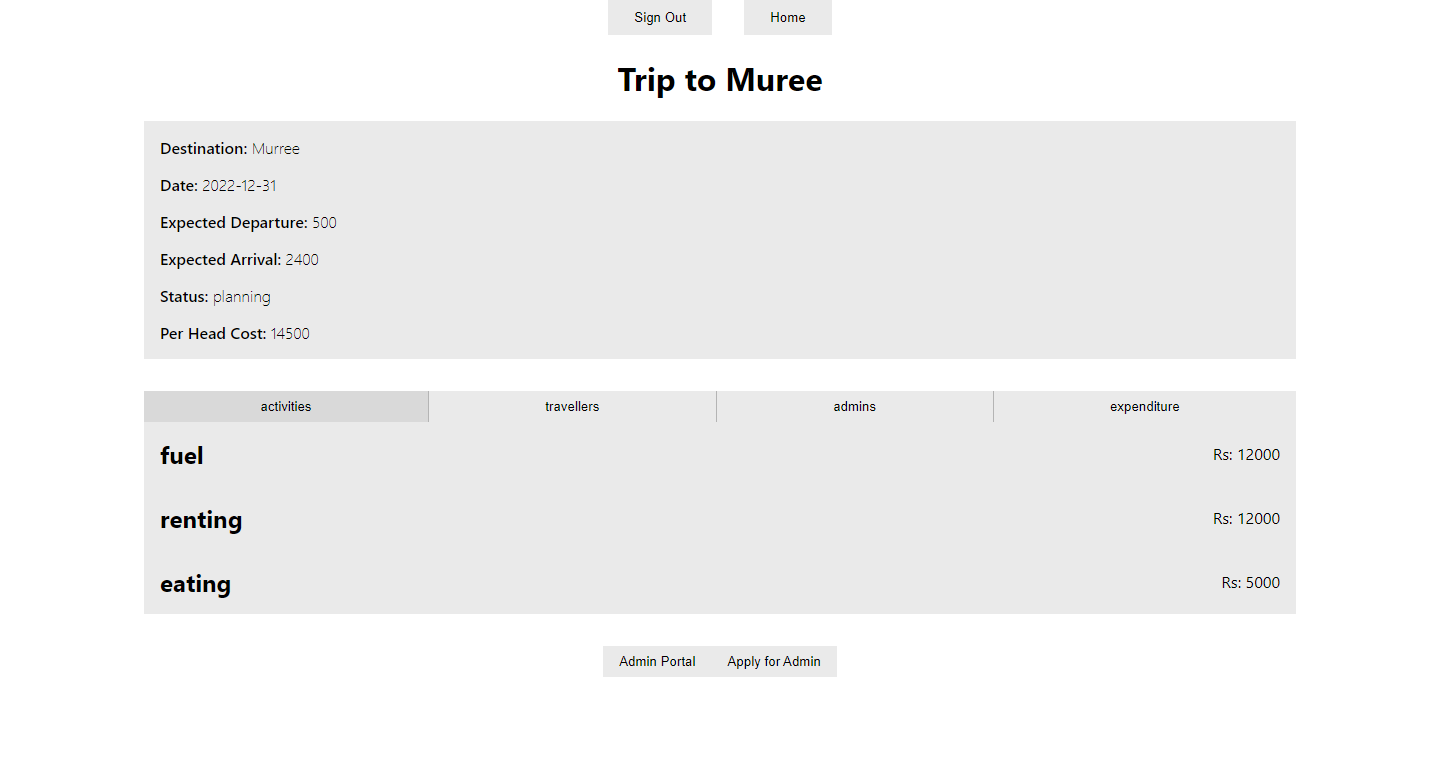 Sign Out Home
Trip to Muree
Destination: Murree
Date: 2022-12-31
Expected Departure: 500
Expected Arrival: 2400
Status: planning
Per Head Cost: 14500
activities travellers admins expenditure
fuel Rs: 12000
renting Rs: 12000
eating Rs: 5000
Admin Portal Apply for Admin